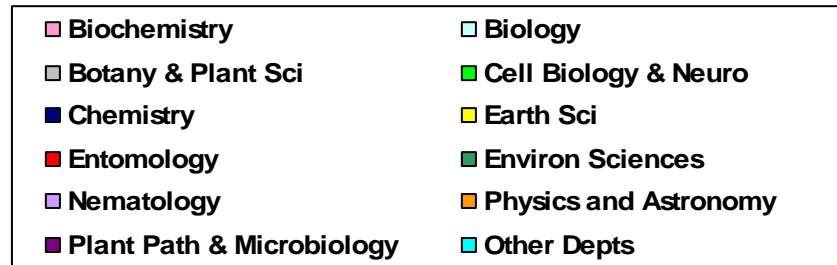 Biochemistry Biology
Botany & Plant Sci Cell Biology & Neuro
Chemistry Earth Sci
Entomology Environ Sciences
Nematology Physics and Astronomy
Plant Path & Microbiology Other Depts